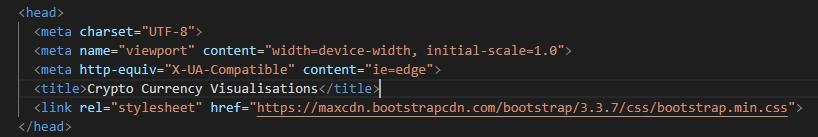 <head>
<meta charset="UTF-8">
<meta name="viewport" content="width=device-width, initial-scale=1.0">
<meta http-equiv="X-UA-Compatible" content="ie=edge">
<title>Crypto Currency Visualisations</title>
<link rel="stylesheet" href="https://maxcdn.bootstrapcdn.com/bootstrap/3.3.7/css/bootstrap.min.css">
</head>